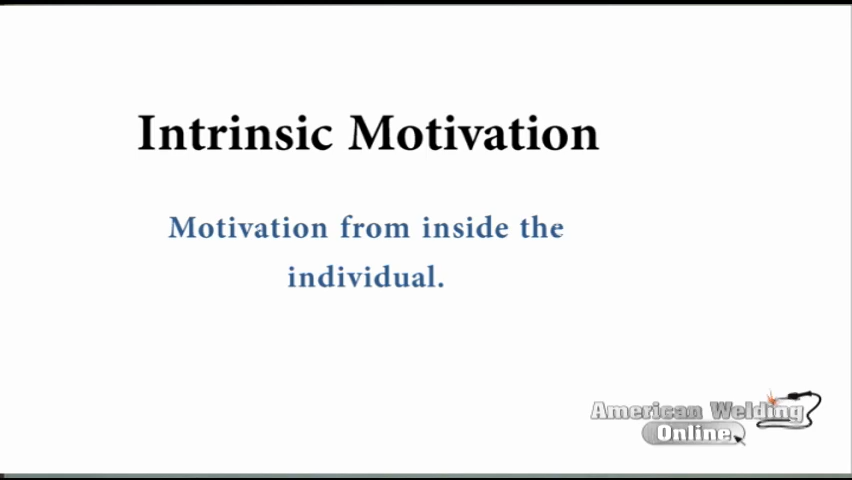 Intrinsic Motivation
Motivation from inside the
individual.
American Welding
Online